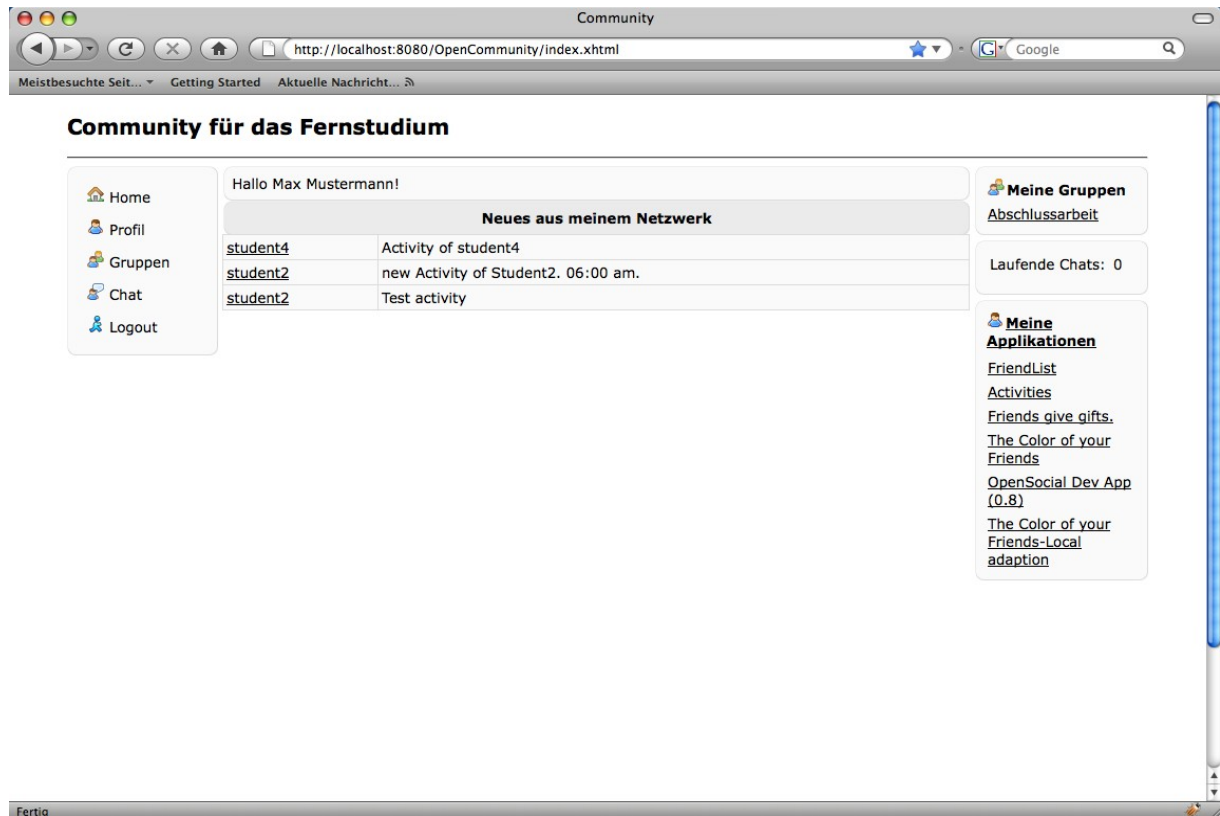 Community
http://localhost:8080/OpenCommunity/index.xhtml
G
Google
Meistbesuchte Seit...
Getting Started
Aktuelle Nachricht...
Community für das Fernstudium
Home
Profil
Gruppen
Chat
Logout
Hallo Max Mustermann!
Neues aus meinem Netzwerk
student4 Activity of student4
student2 new Activity of Student2. 06:00 am.
student2 Test activity
Meine Gruppen
Abschlussarbeit
Laufende Chats: 0
Meine
Applikationen
FriendList
Activities
Friends give gifts.
The Color of your
Friends
OpenSocial Dev App
(0.8)
The Color of your
Friends-Local
adaption
Fertig